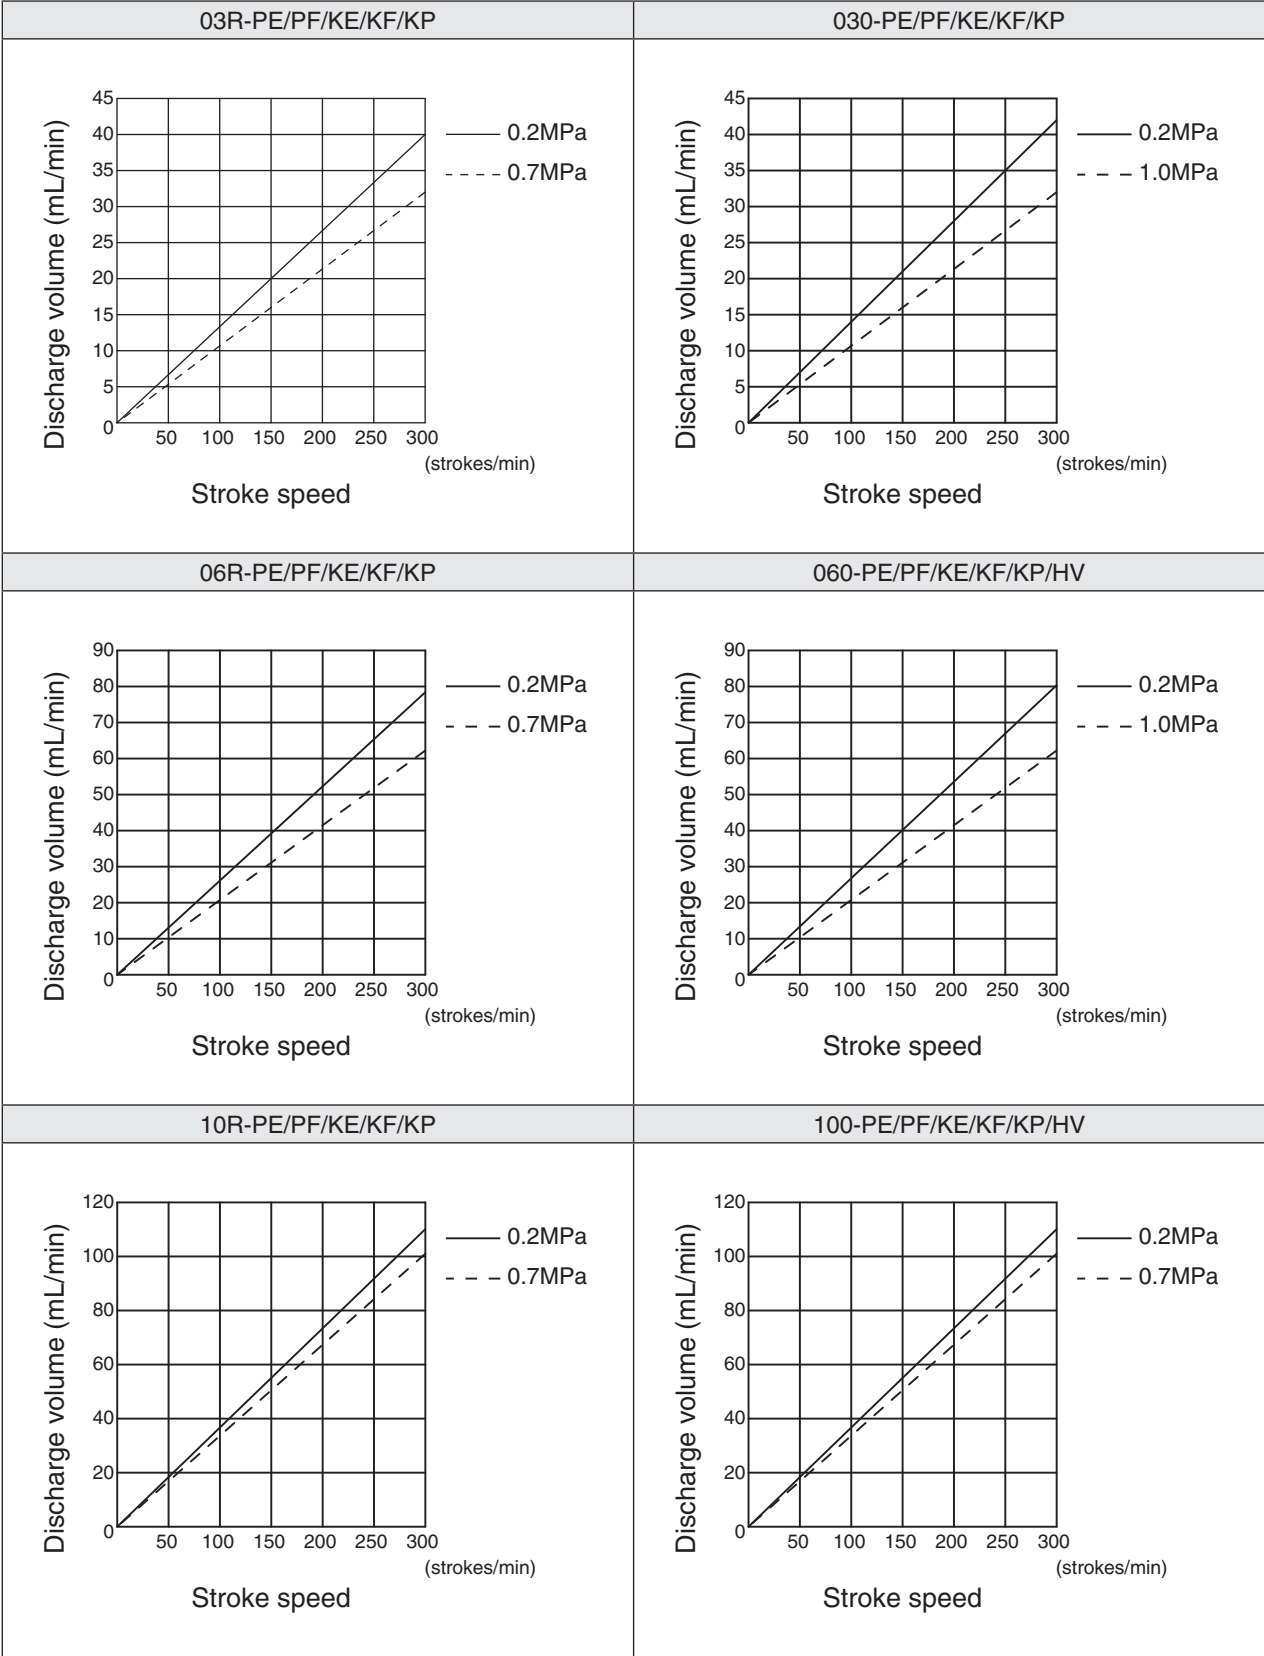 03R-PE/PF/KE/KF/KP
Discharge volume (mL/min)
45
40
35
30
25
20
15
10
5
0
50 100 150 200 250 300
(strokes/min)
Stroke speed
0.2MPa
0.7MPa
030-PE/PF/KE/KF/KP
Discharge volume (mL/min)
45
40
35
30
25
20
15
10
5
0
50 100 150 200 250 300
(strokes/min)
Stroke speed
0.2MPa
1.0MPa
06R-PE/PF/KE/KF/KP
Discharge volume (mL/min)
90
80
70
60
50
40
30
20
10
0
50 100 150 200 250 300
(strokes/min)
Stroke speed
0.2MPa
0.7MPa
060-PE/PF/KE/KF/KP/HV
Discharge volume (mL/min)
90
80
70
60
50
40
30
20
10
0
50 100 150 200 250 300
(strokes/min)
Stroke speed
0.2MPa
1.0MPa
10R-PE/PF/KE/KF/KP
Discharge volume (mL/min)
120
100
80
60
40
20
0
50 100 150 200 250 300
(strokes/min)
Stroke speed
0.2MPa
0.7MPa
100-PE/PF/KE/KF/KP/HV
Discharge volume (mL/min)
120
100
80
60
40
20
0
50 100 150 200 250 300
(strokes/min)
Stroke speed
0.2MPa
0.7MPa